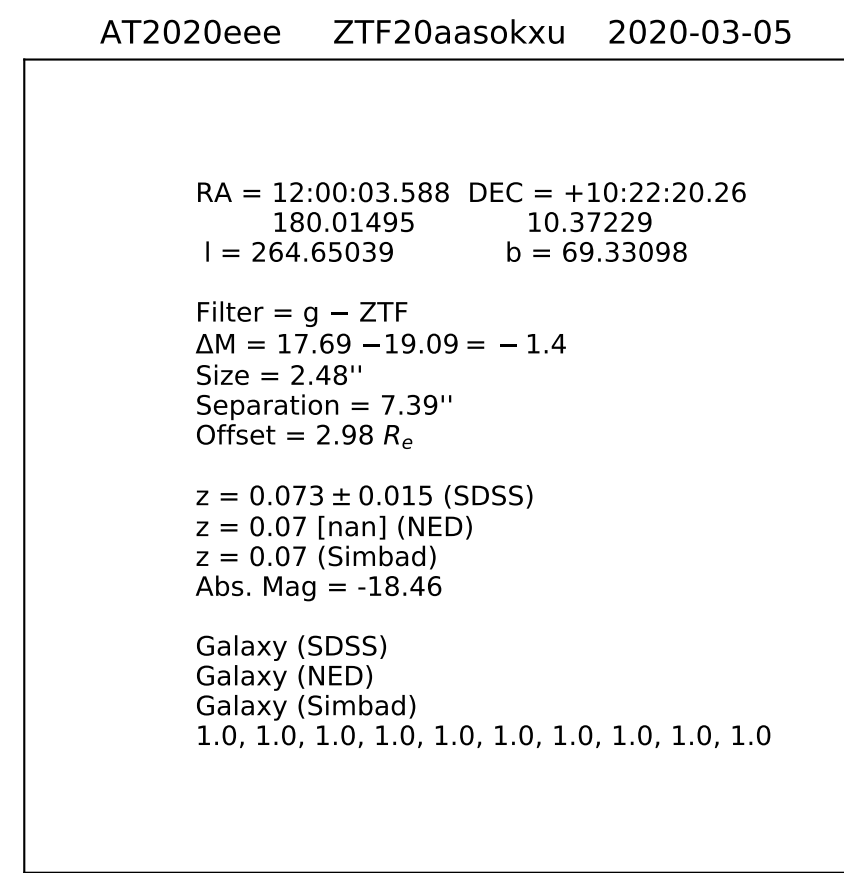 AT2020eee ZTF20aasokxu 2020-03-05
RA = 12:00:03.588 DEC = +10:22:20.26
180.01495 10.37229
l = 264.65039 b = 69.33098
Filter = g − ZTF
ΔM = 17.69 −19.09 = − 1.4
Size = 2.48''
Separation = 7.39''
Offset = 2.98 Re
z = 0.073 ± 0.015 (SDSS)
z = 0.07 [nan] (NED)
z = 0.07 (Simbad)
Abs. Mag = -18.46
Galaxy (SDSS)
Galaxy (NED)
Galaxy (Simbad)
1.0, 1.0, 1.0, 1.0, 1.0, 1.0, 1.0, 1.0, 1.0, 1.0